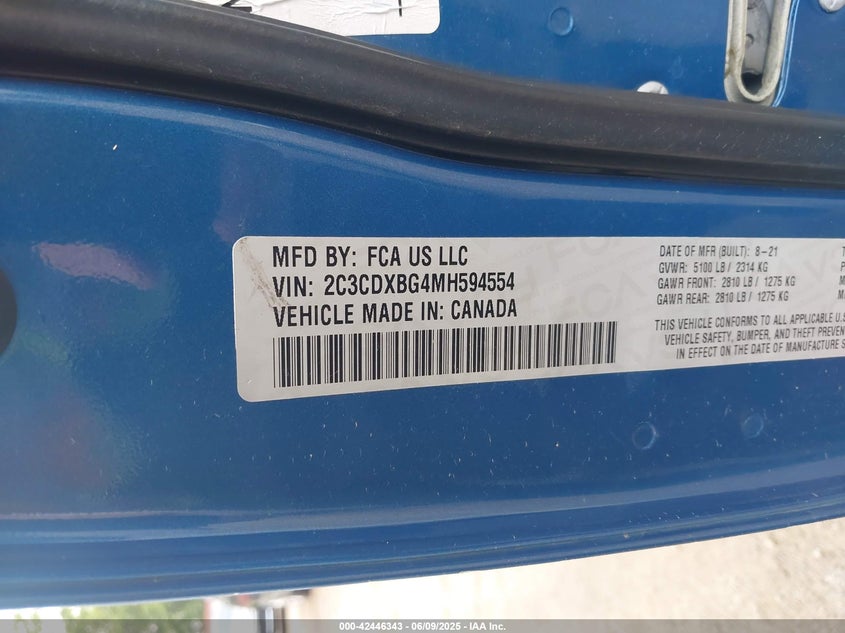 MFD BY: FCA US LLC
VIN: 2C3CDXBG4MH594554
VEHICLE MADE IN: CANADA
DATE OF MFR (BUILT): 8-21
GVWR: 5100 LB / 2314 KG
GAWR FRONT: 2810 LB / 1275 KG
GAWR REAR: 2810 LB / 1275 KG
THIS VEHICLE CONFORMS TO ALL APPLICABLE U.S
VEHICLE SAFETY, BUMPER, AND THEFT PREVEN
IN EFFECT ON THE DATE OF MANUFACTURE S
000-42446343 - 06/09/2025 - IAA Inc.